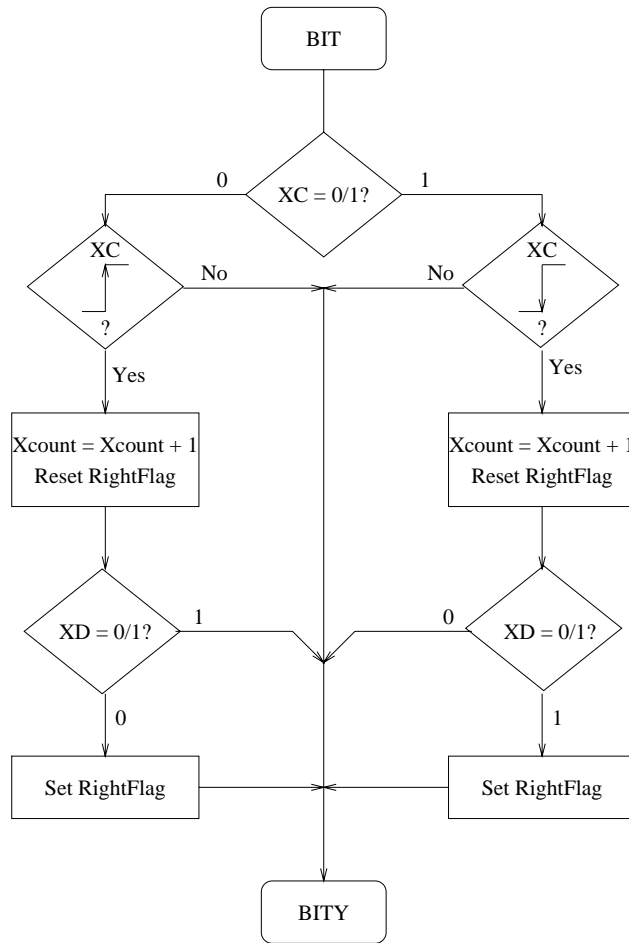 BIT
0
XC = 0/1?
1
XC
?
No
No
XC
?
Yes
Yes
Xcount = Xcount + 1
Reset RightFlag
Xcount = Xcount + 1
Reset RightFlag
XD = 0/1?
1
0
XD = 0/1?
0
1
Set RightFlag
Set RightFlag
BITY